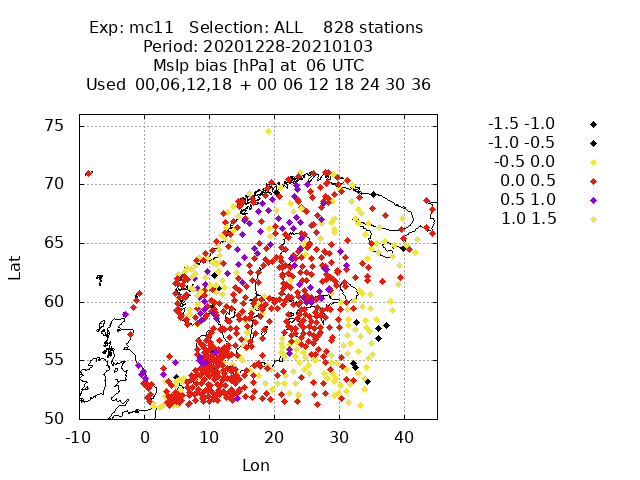 Exp: mc11 Selection: ALL 828 stations
Period: 20201228-20210103
Mslp bias [hPa] at 06 UTC
Used 00,06,12,18 + 00 06 12 18 24 30 36
75
70
65
60
55
50
Lat
-10 0 10 20 30 40
Lon
-1.5 -1.0
-1.0 -0.5
-0.5 0.0
0.0 0.5
0.5 1.0
1.0 1.5